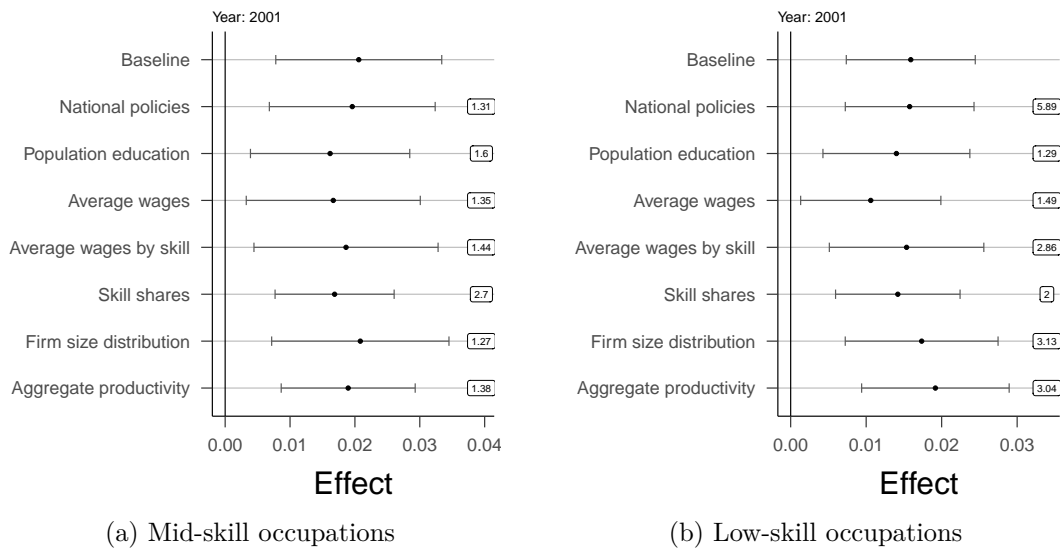 Year: 2001
Baseline
National policies 1.31
Population education 1.6
Average wages 1.35
Average wages by skill 1.44
Skill shares 2.7
Firm size distribution 1.27
Aggregate productivity 1.38
0.00 0.01 0.02 0.03 0.04
Effect
(a) Mid-skill occupations
Year: 2001
Baseline
National policies 5.89
Population education 1.29
Average wages 1.49
Average wages by skill 2.86
Skill shares 2
Firm size distribution 3.13
Aggregate productivity 3.04
0.00 0.01 0.02 0.03
Effect
(b) Low-skill occupations